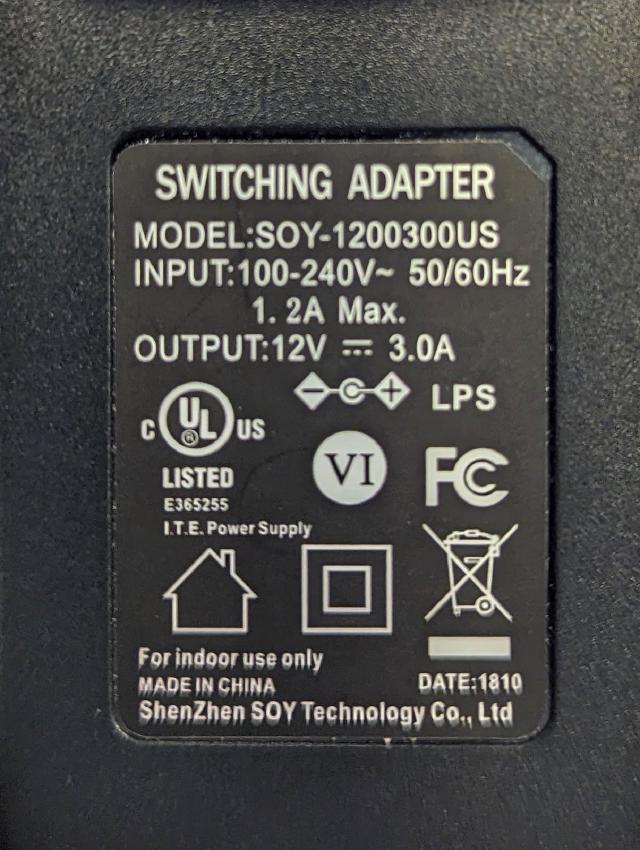 SWITCHING ADAPTER
MODEL:SOY-1200300US
INPUT:100-240V~ 50/60Hz
1.2A Max.
OUTPUT:12V ⎓ 3.0A
LPS
C UL ® US
LISTED
E365255
I.T.E. Power Supply
VI
FC
For indoor use only
MADE IN CHINA
DATE:1810
ShenZhen SOY Technology Co., Ltd